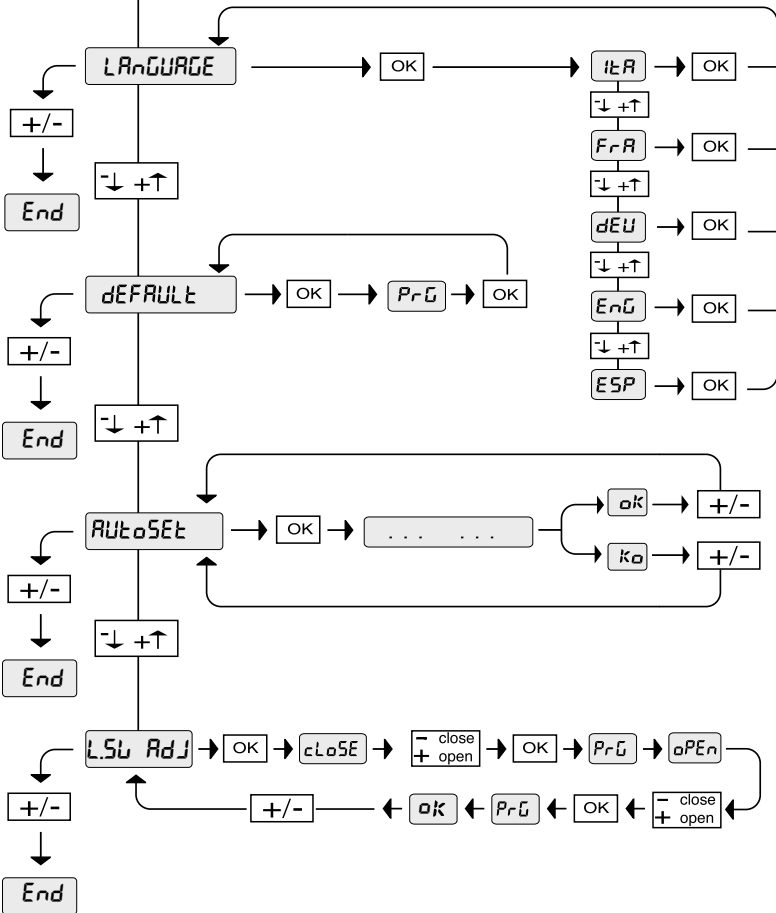 LAnGUAGE OK ItA OK
-↓ +↑
+/-
FrA OK
-↓ +↑
-↓ +↑
End
dEU OK
-↓ +↑
dEFAULt OK PrG OK
EnG OK
+/-
-↓ +↑
ESP OK
-↓ +↑
End
AUtoSEt OK ... ... oK +/-
Ko +/-
+/-
-↓ +↑
End
L.SW AdJ OK cLoSE - close
+ open OK PrG oPEn
+/- +/- oK PrG OK - close
+ open
End